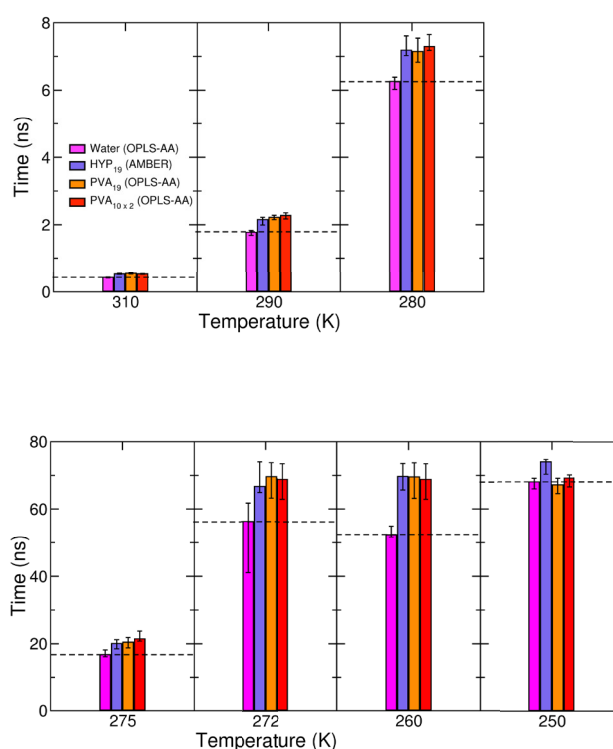 8
6
4
2
0
Time (ns)
Water (OPLS-AA)
HYP19 (AMBER)
PVA19 (OPLS-AA)
PVA10 x 2 (OPLS-AA)
310 290 280
Temperature (K)
80
60
40
20
0
Time (ns)
275 272 260 250
Temperature (K)